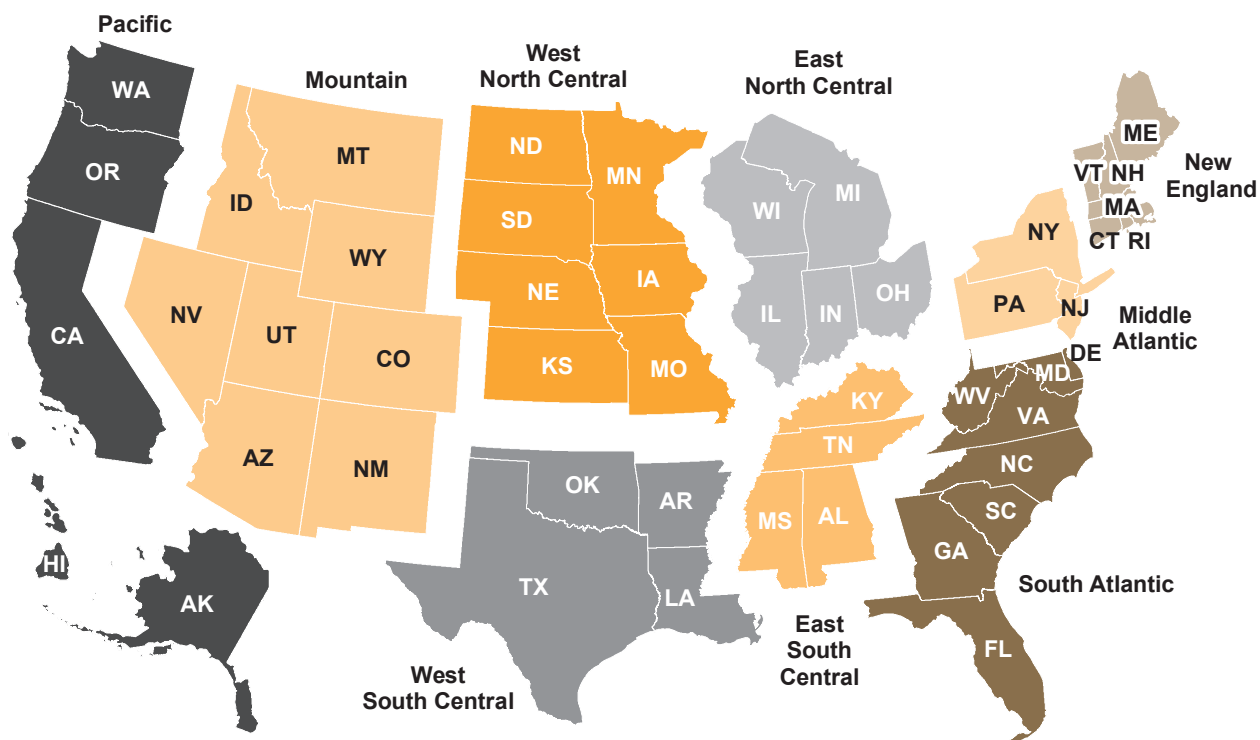 Pacific
WA
OR
CA
HI
AK
Mountain
MT
ID
WY
NV
UT
CO
AZ
NM
West
North Central
ND
MN
SD
NE
IA
KS
MO
West
South Central
OK
AR
TX
LA
East
North Central
WI
MI
IL
IN
OH
East
South
Central
KY
TN
MS
AL
New
England
ME
VT NH
MA
CT RI
Middle
Atlantic
NY
PA
NJ
South Atlantic
DE
MD
WV
VA
NC
SC
GA
FL